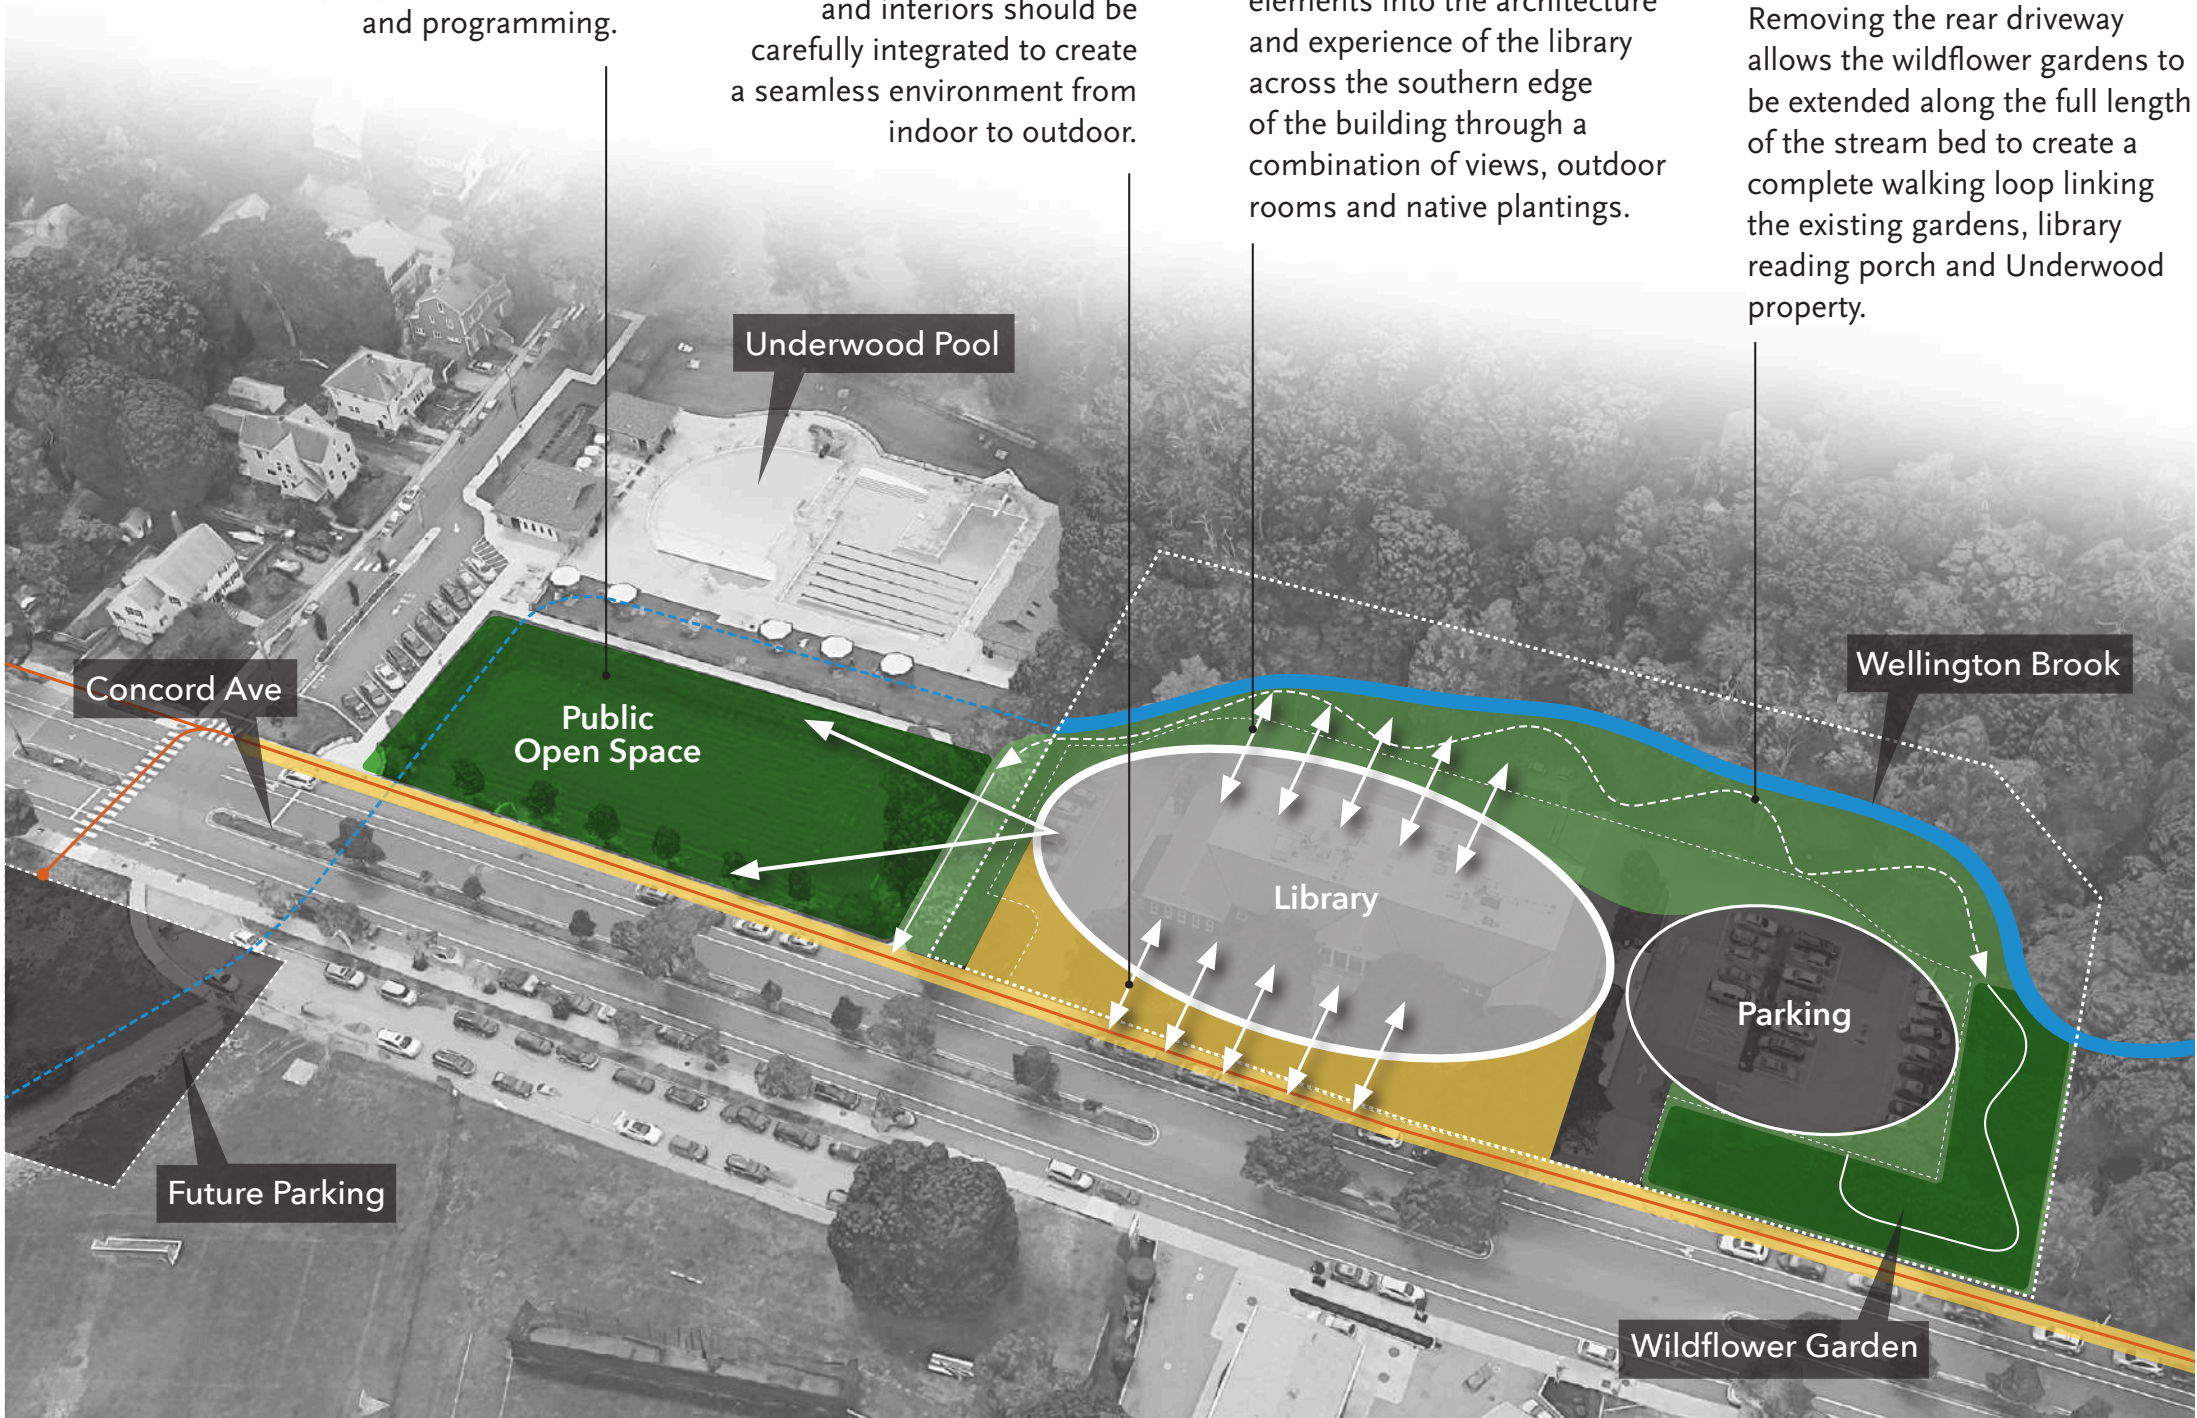 and programming.
and interiors should be
carefully integrated to create
a seamless environment from
indoor to outdoor.
elements into the architecture
and experience of the library
across the southern edge
of the building through a
combination of views, outdoor
rooms and native plantings.
Removing the rear driveway
allows the wildflower gardens to
be extended along the full length
of the stream bed to create a
complete walking loop linking
the existing gardens, library
reading porch and Underwood
property.
Underwood Pool
Wellington Brook
Concord Ave
Public
Open Space
Library
Parking
Future Parking
Wildflower Garden